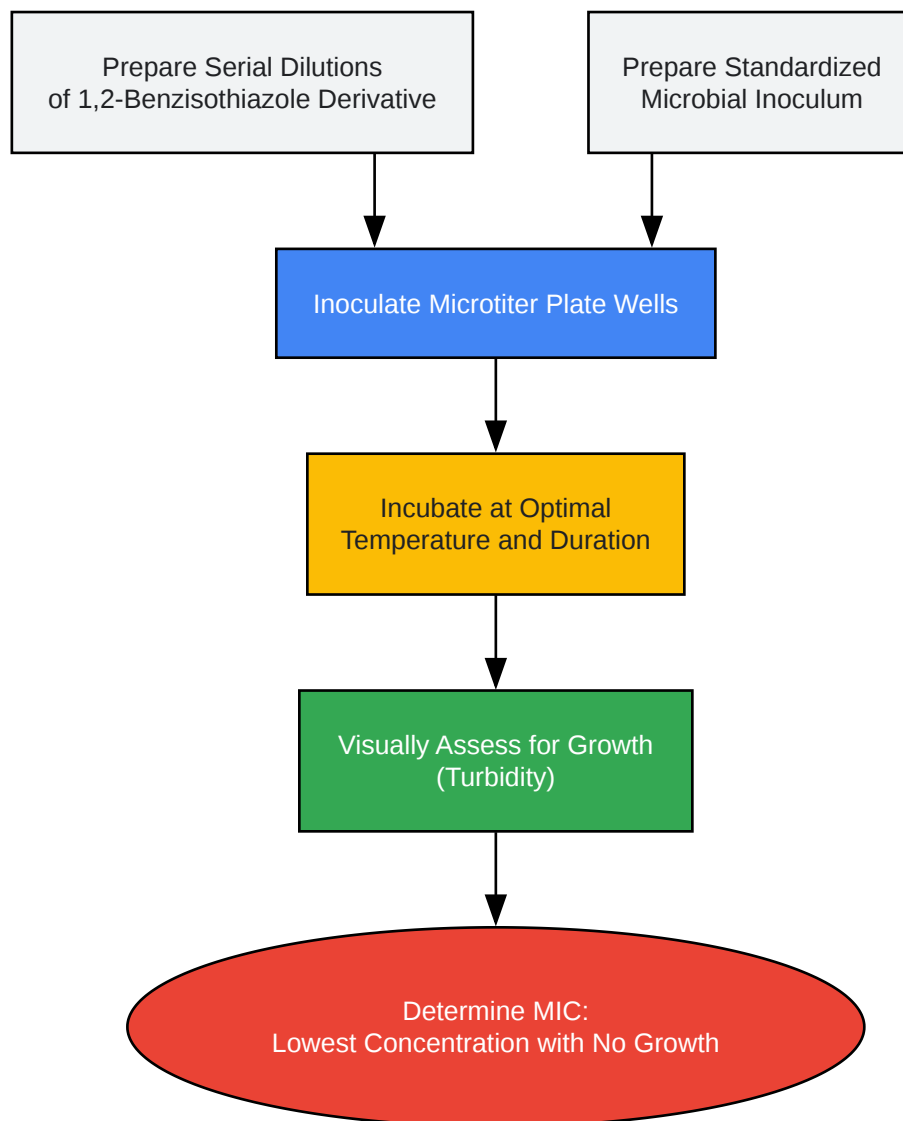 Prepare Serial Dilutions
of 1,2-Benzisothiazole Derivative
Prepare Standardized
Microbial Inoculum
Inoculate Microtiter Plate Wells
Incubate at Optimal
Temperature and Duration
Visually Assess for Growth
(Turbidity)
Determine MIC:
Lowest Concentration with No Growth